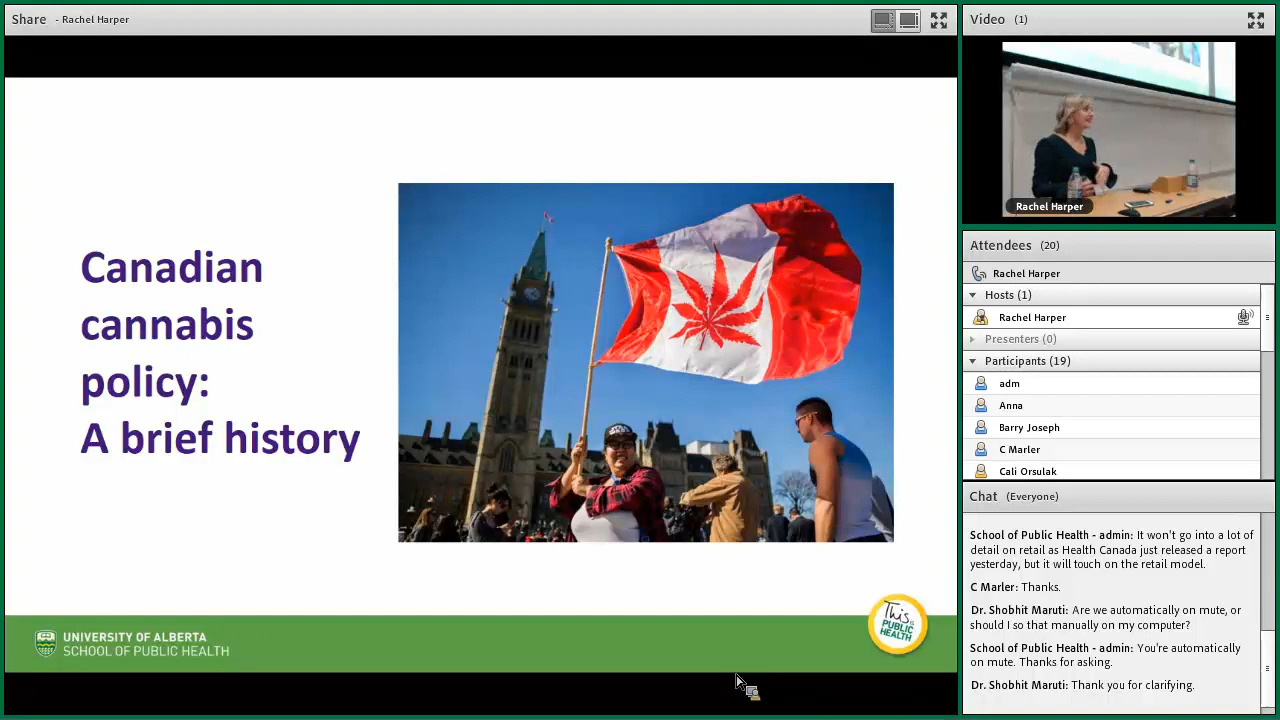 Share - Rachel Harper
Canadian
cannabis
policy:
A brief history
UNIVERSITY OF ALBERTA
SCHOOL OF PUBLIC HEALTH
This
is
PUBLIC
HEALTH
Video (1)
Rachel Harper
Attendees (20)
Rachel Harper
Hosts (1)
Rachel Harper
Presenters (0)
Participants (19)
adm
Anna
Barry Joseph
C Marler
Cali Orsulak
Chat (Everyone)
School of Public Health - admin: It won't go into a lot of
detail on retail as Health Canada just released a report
yesterday, but it will touch on the retail model.
C Marler: Thanks.
Dr. Shobhit Maruti: Are we automatically on mute, or
should I so that manually on my computer?
School of Public Health - admin: You're automatically
on mute. Thanks for asking.
Dr. Shobhit Maruti: Thank you for clarifying.